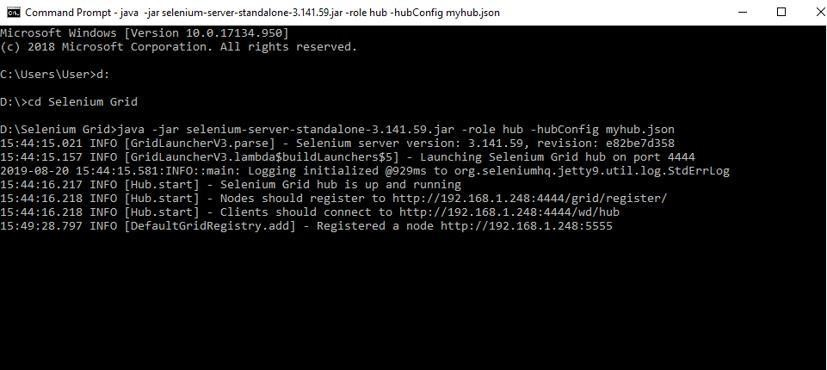 Command Prompt - java -jar selenium-server-standalone-3.141.59.jar -role hub -hubConfig myhub.json
Microsoft Windows [Version 10.0.17134.950]
(c) 2018 Microsoft Corporation. All rights reserved.
C:\Users\User>d:
D:\>cd Selenium Grid
D:\Selenium Grid>java -jar selenium-server-standalone-3.141.59.jar -role hub -hubConfig myhub.json
15:44:15.021 INFO [GridLauncherV3.parse] - Selenium server version: 3.141.59, revision: e82be7d358
15:44:15.157 INFO [GridLauncherV3.lambda$buildLaunchers$5] - Launching Selenium Grid hub on port 4444
2019-08-20 15:44:15.581:INFO::main: Logging initialized @929ms to org.seleniumhq.jetty9.util.log.StdErrLog
15:44:16.217 INFO [Hub.start] - Selenium Grid hub is up and running
15:44:16.218 INFO [Hub.start] - Nodes should register to http://192.168.1.248:4444/grid/register/
15:44:16.218 INFO [Hub.start] - Clients should connect to http://192.168.1.248:4444/wd/hub
15:49:28.797 INFO [DefaultGridRegistry.add] - Registered a node http://192.168.1.248:5555